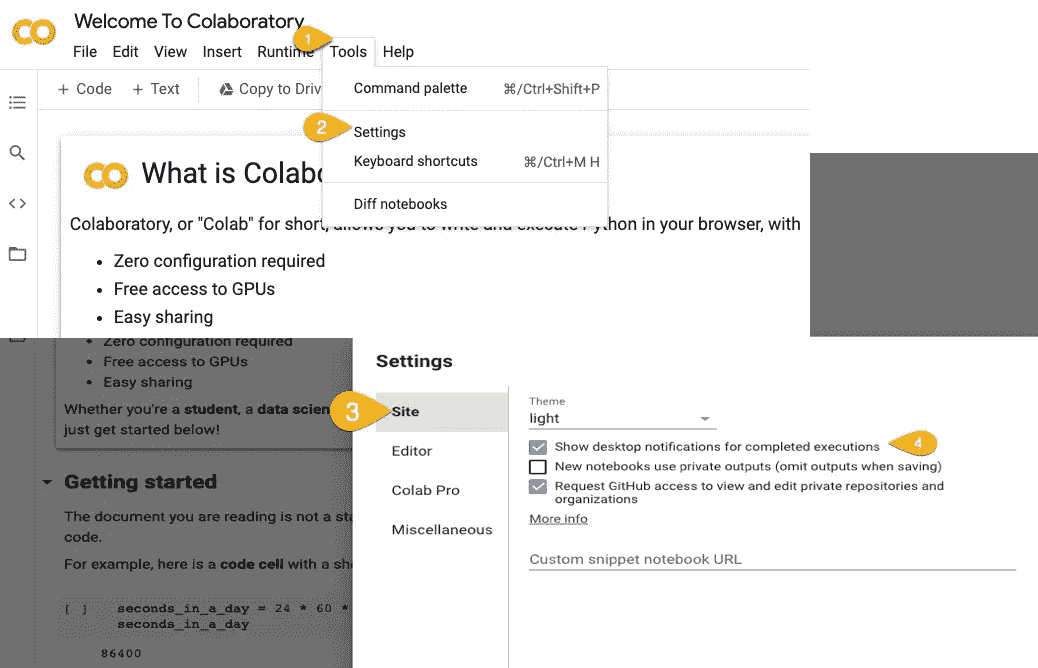 Welcome To Colaboratory
File Edit View Insert Runtime Tools Help
+ Code + Text Copy to Driv
Command palette ⌘/Ctrl+Shift+P
Settings
Keyboard shortcuts ⌘/Ctrl+M H
Diff notebooks
1
2
What is Colabo
Colaboratory, or "Colab" for short, allows you to write and execute Python in your browser, with
• Zero configuration required
• Free access to GPUs
• Easy sharing
• Zero configuration required
• Free access to GPUs
• Easy sharing
Whether you're a student, a data scien
just get started below!
Getting started
The document you are reading is not a sta
code.
For example, here is a code cell with a sho
[ ] seconds_in_a_day = 24 * 60 *
seconds_in_a_day
86400
Settings
3
Site
Editor
Colab Pro
Miscellaneous
Theme
light
Show desktop notifications for completed executions
4
New notebooks use private outputs (omit outputs when saving)
Request GitHub access to view and edit private repositories and
organizations
More info
Custom snippet notebook URL